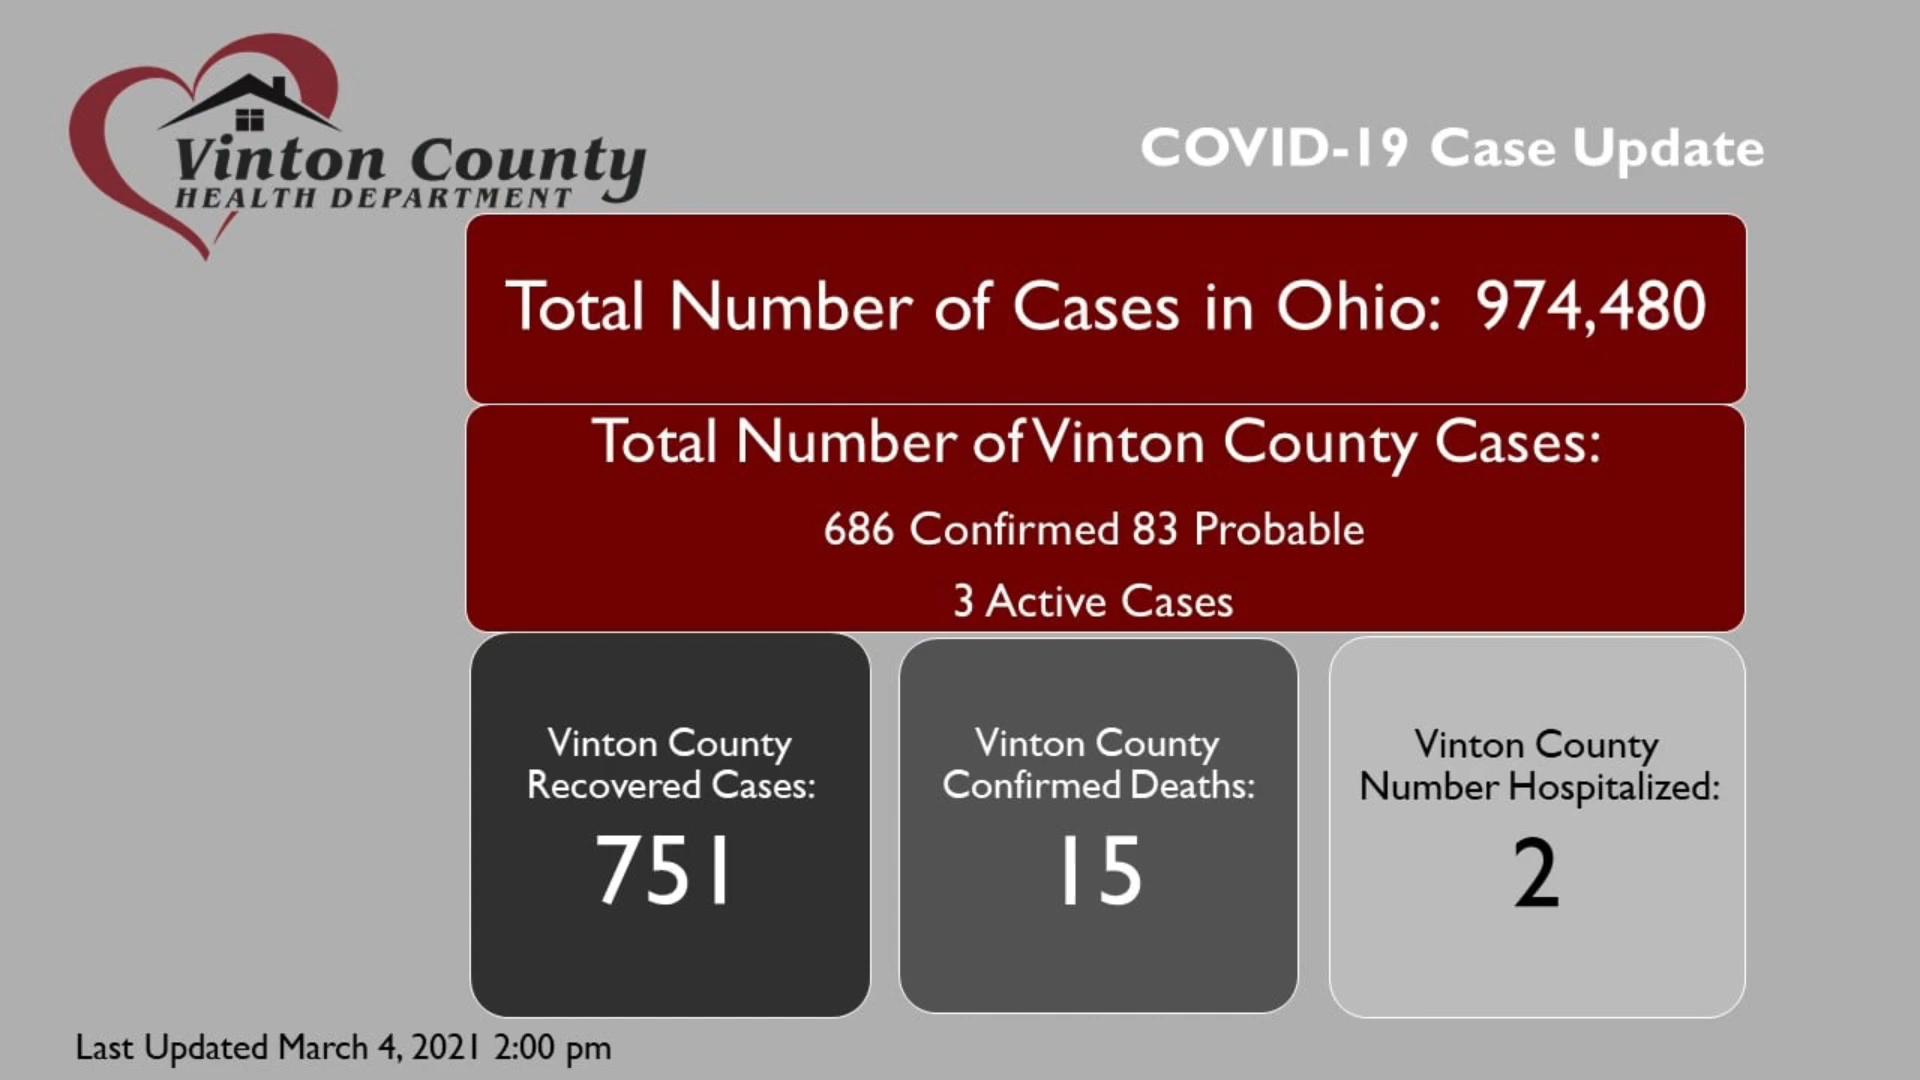 Vinton County
HEALTH DEPARTMENT
COVID-19 Case Update
Total Number of Cases in Ohio: 974,480
Total Number of Vinton County Cases:
686 Confirmed 83 Probable
3 Active Cases
Vinton County
Recovered Cases:
751
Vinton County
Confirmed Deaths:
15
Vinton County
Number Hospitalized:
2
Last Updated March 4, 2021 2:00 pm